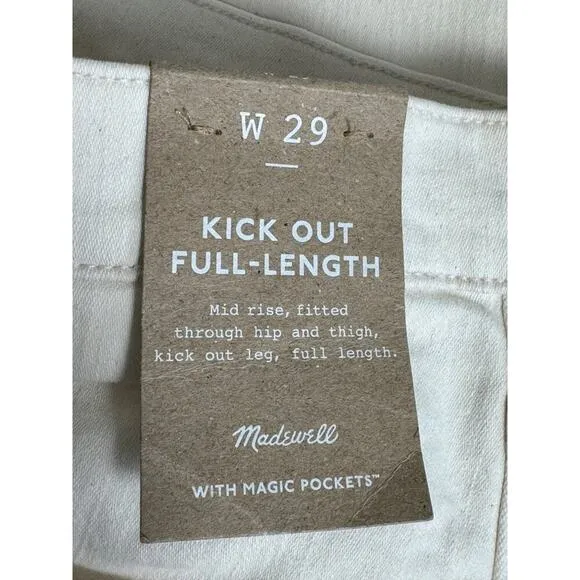 W 29
KICK OUT
FULL-LENGTH
Mid rise, fitted
through hip and thigh,
kick out leg, full length.
Madewell
WITH MAGIC POCKETS™